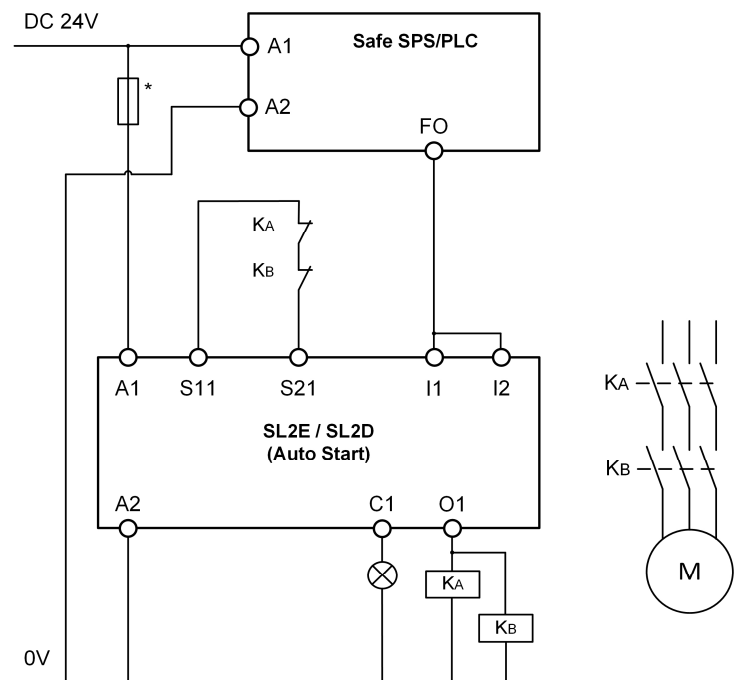 DC 24V
Safe SPS/PLC
A1
*
A2
FO
KA
KB
A1
S11
S21
I1
I2
SL2E / SL2D
(Auto Start)
A2
C1
O1
KA
KB
0V
KA
KB
M